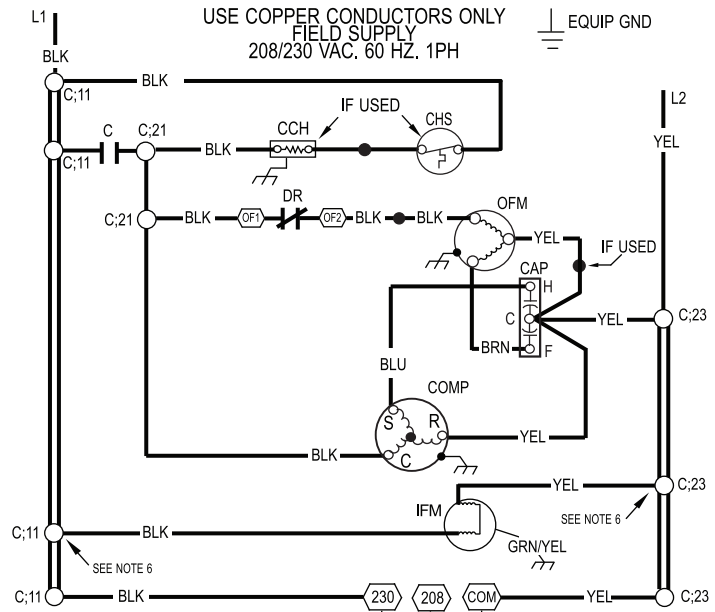 USE COPPER CONDUCTORS ONLY
FIELD SUPPLY
208/230 VAC. 60 HZ. 1PH
EQUIP GND
L1
BLK
C;11
BLK
L2
YEL
IF USED
CCH
CHS
C;11
C
C;21
BLK
C;21
BLK
OF1
DR
OF2
BLK
BLK
OFM
YEL
IF USED
CAP
H
C
YEL
C;23
BRN
F
BLU
COMP
S
R
C
BLK
YEL
IFM
YEL
C;23
SEE NOTE 6
GRN/YEL
C;11
BLK
SEE NOTE 6
C;11
BLK
230
208
COM
YEL
C;23